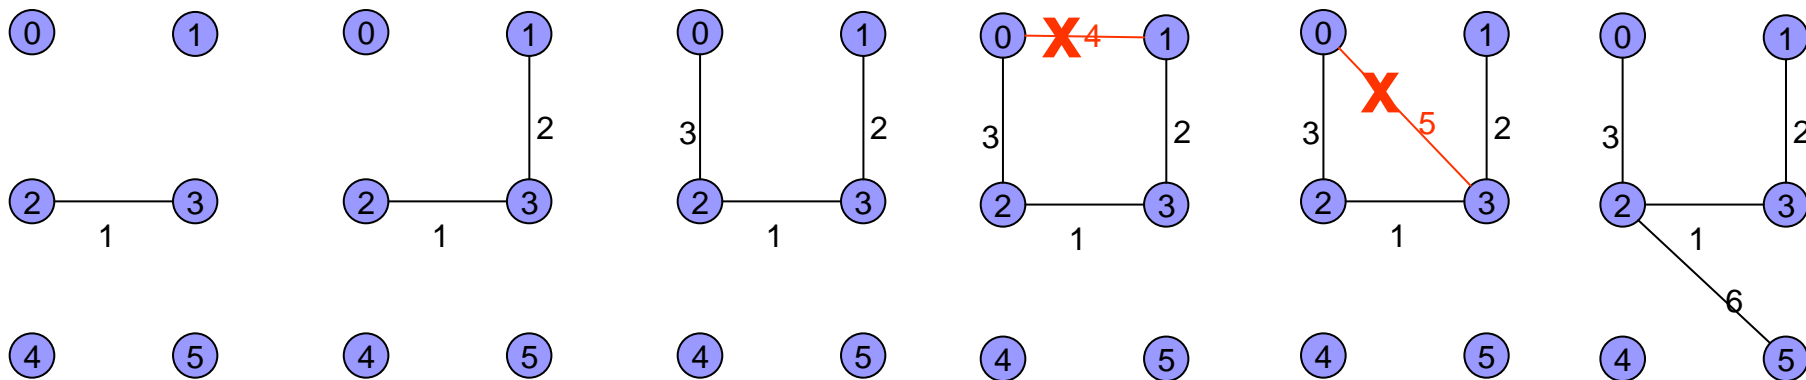 0 1 0 1 0 1 0 X 4 1 0 1 0 1
2 3 2 3 2 3 2 3 2 3 2 3
2 3 2 3 2 3 X 5 3 2 3 2
1 1 1 1 1 1
6
4 5 4 5 4 5 4 5 4 5 4 5